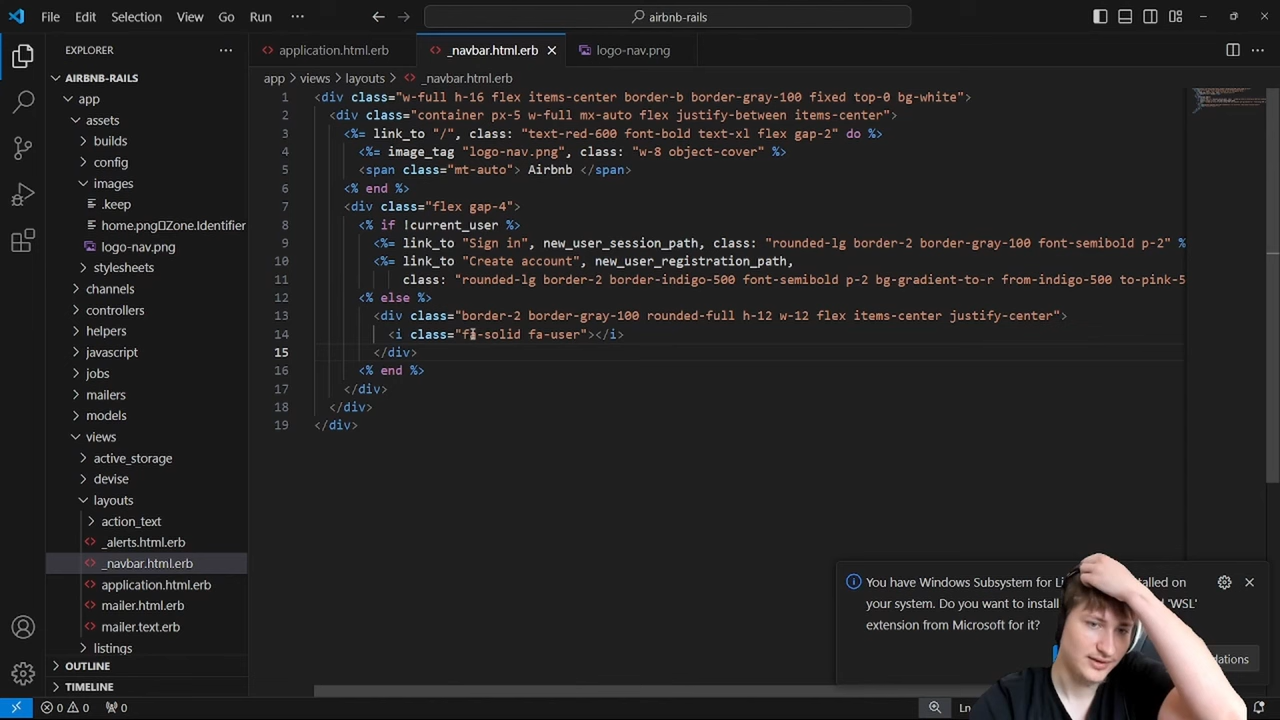 File Edit Selection View Go Run ··· airbnb-rails
EXPLORER ··· application.html.erb _navbar.html.erb logo-nav.png
AIRBNB-RAILS
app
assets
builds
config
images
.keep
home.png Zone.Identifier
logo-nav.png
stylesheets
channels
controllers
helpers
javascript
jobs
mailers
models
views
active_storage
devise
layouts
action_text
_alerts.html.erb
_navbar.html.erb
application.html.erb
mailer.html.erb
mailer.text.erb
listings
OUTLINE
TIMELINE
app > views > layouts > _navbar.html.erb
1 <div class="w-full h-16 flex items-center border-b border-gray-100 fixed top-0 bg-white">
2 <div class="container px-5 w-full mx-auto flex justify-between items-center">
3 <%= link_to "/", class: "text-red-600 font-bold text-xl flex gap-2" do %>
4 <%= image_tag "logo-nav.png", class: "w-8 object-cover" %>
5 <span class="mt-auto"> Airbnb </span>
6 <% end %>
7 <div class="flex gap-4">
8 <% if !current_user %>
9 <%= link_to "Sign in", new_user_session_path, class: "rounded-lg border-2 border-gray-100 font-semibold p-2" %
10 <%= link_to "Create account", new_user_registration_path,
11 class: "rounded-lg border-2 border-indigo-500 font-semibold p-2 bg-gradient-to-r from-indigo-500 to-pink-5
12 <% else %>
13 <div class="border-2 border-gray-100 rounded-full h-12 w-12 flex items-center justify-center">
14 <i class="fa-solid fa-user"></i>
15 </div>
16 <% end %>
17 </div>
18 </div>
19 </div>
You have Windows Subsystem for Li talled on
your system. Do you want to install 'WSL'
extension from Microsoft for it?
dations
0 0 0 Ln